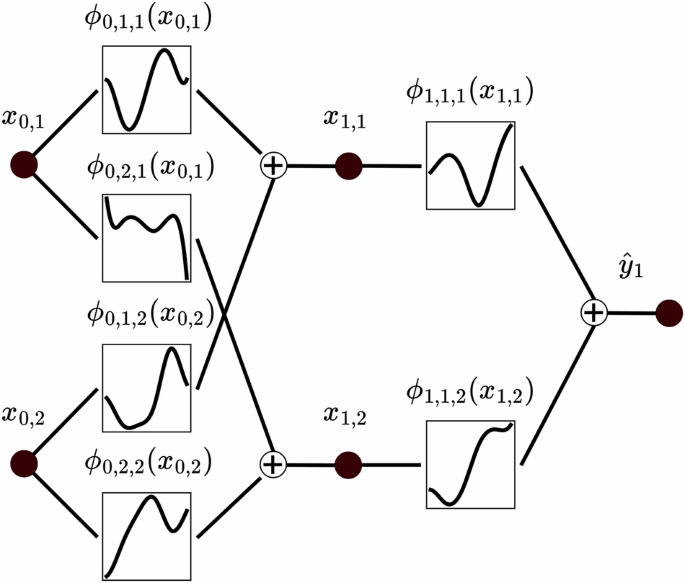 ϕ₀,₁,₁(x₀,₁)
x₀,₁
ϕ₀,₂,₁(x₀,₁)
ϕ₀,₁,₂(x₀,₂)
x₀,₂
ϕ₀,₂,₂(x₀,₂)
+
+
x₁,₁
x₁,₂
ϕ₁,₁,₁(x₁,₁)
ϕ₁,₁,₂(x₁,₂)
+
ŷ₁